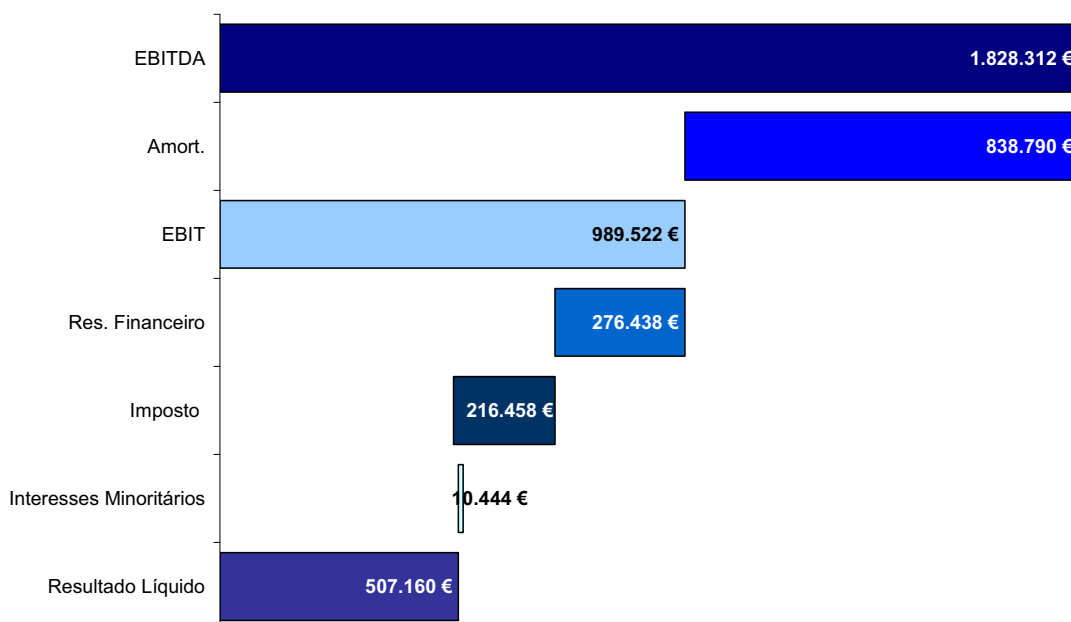 EBITDA 1.828.312 €
Amort. 838.790 €
EBIT 989.522 €
Res. Financeiro 276.438 €
Imposto 216.458 €
Interesses Minoritários 10.444 €
Resultado Líquido 507.160 €